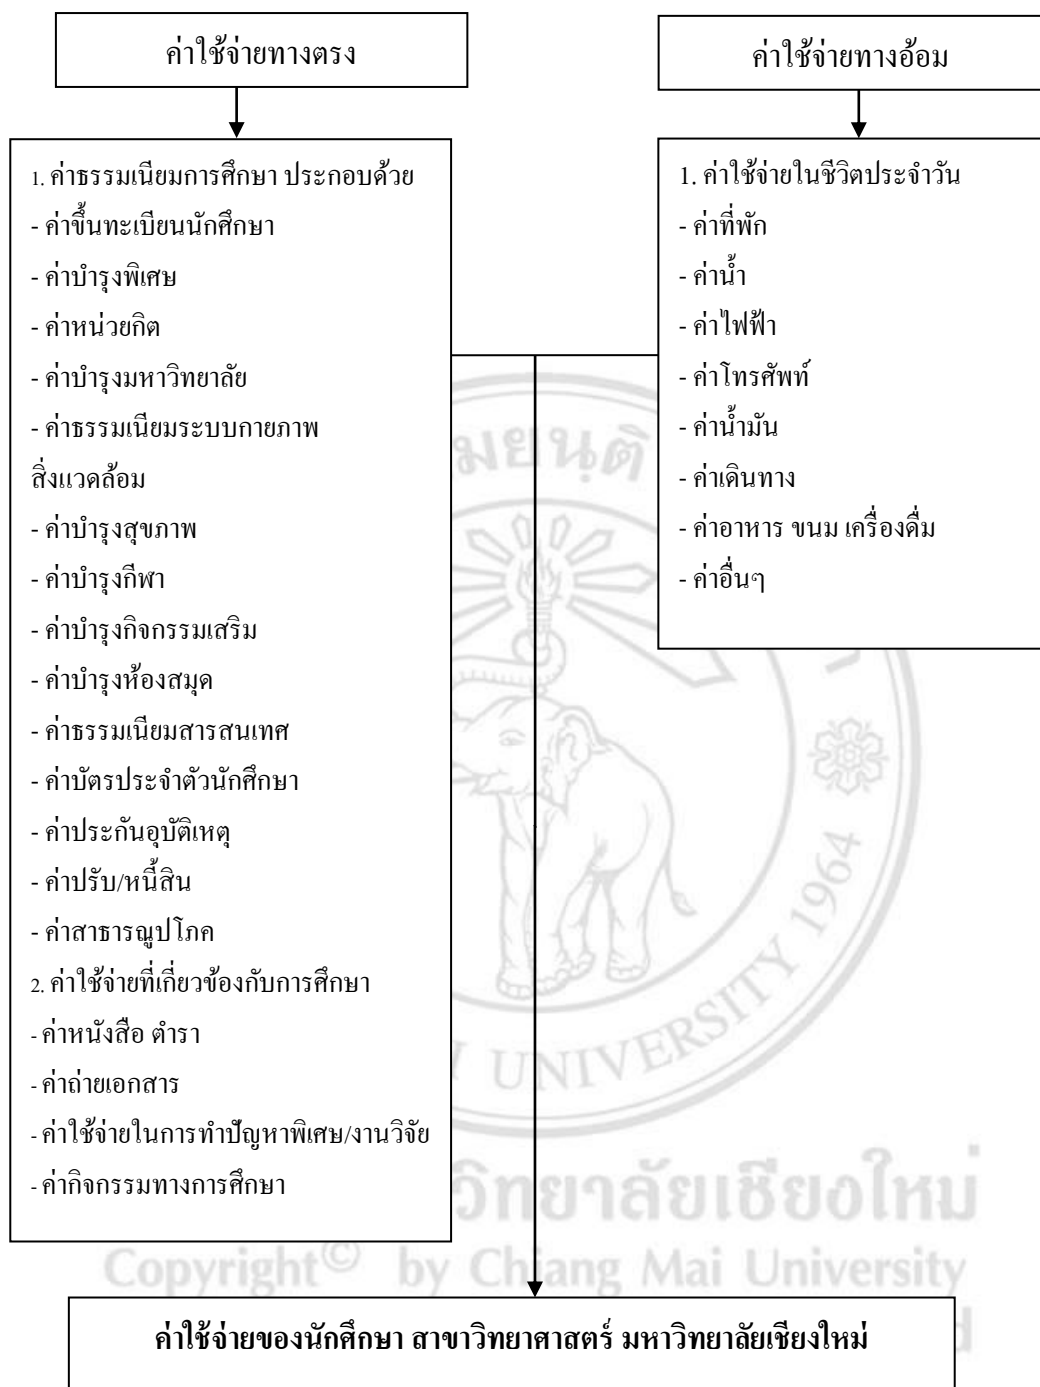 ค่าใช้จ่ายทางตรง
ค่าใช้จ่ายทางอ้อม
1. ค่าธรรมเนียมการศึกษา ประกอบด้วย
- ค่าขึ้นทะเบียนนักศึกษา
- ค่าบำรุงพิเศษ
- ค่าหน่วยกิต
- ค่าบำรุงมหาวิทยาลัย
- ค่าธรรมเนียมระบบกายภาพ
สิ่งแวดล้อม
- ค่าบำรุงสุขภาพ
- ค่าบำรุงกีฬา
- ค่าบำรุงกิจกรรมเสริม
- ค่าบำรุงห้องสมุด
- ค่าธรรมเนียมสารสนเทศ
- ค่าบัตรประจำตัวนักศึกษา
- ค่าประกันอุบัติเหตุ
- ค่าปรับ/หนี้สิน
- ค่าสาธารณูปโภค
2. ค่าใช้จ่ายที่เกี่ยวข้องกับการศึกษา
- ค่าหนังสือ ตำรา
- ค่าถ่ายเอกสาร
- ค่าใช้จ่ายในการทำปัญหาพิเศษ/งานวิจัย
- ค่ากิจกรรมทางการศึกษา
1. ค่าใช้จ่ายในชีวิตประจำวัน
- ค่าที่พัก
- ค่าน้ำ
- ค่าไฟฟ้า
- ค่าโทรศัพท์
- ค่าน้ำมัน
- ค่าเดินทาง
- ค่าอาหาร ขนม เครื่องดื่ม
- ค่าอื่นๆ
มยนฺติ
UNIVERSITY 1964
วิทยาลัยเชียงใหม่
Copyright© by Chiang Mai University
ค่าใช้จ่ายของนักศึกษา สาขาวิทยาศาสตร์ มหาวิทยาลัยเชียงใหม่